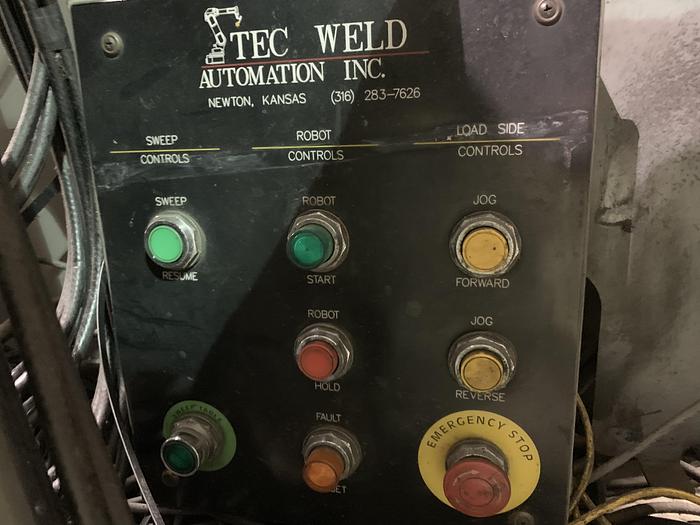 TEC WELD
AUTOMATION INC.
NEWTON, KANSAS (316) 283-7626
SWEEP
CONTROLS
ROBOT
CONTROLS
LOAD SIDE
CONTROLS
SWEEP
RESUME
ROBOT
START
JOG
FORWARD
ROBOT
HOLD
JOG
REVERSE
SWEEP
FAULT
EMERGENCY STOP